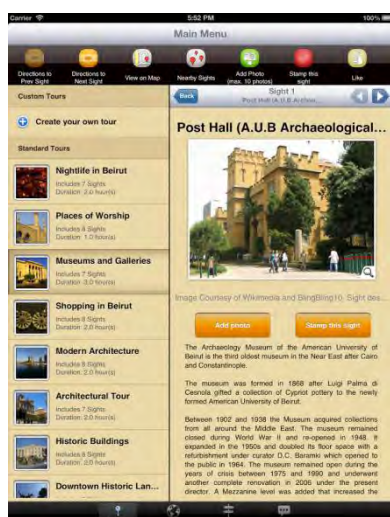 Carrier
5:52 PM
100%
Main Menu
Directions to
Prev Sight
Directions to
Next Sight
View on Map
Nearby Sights
Add Photo
(max. 10 photos)
Stamp this
sight
Like
Custom Tours
Create your own tour
Standard Tours
Nightlife in Beirut
Includes 7 Sights
Duration: 2.0 hour(s)
Places of Worship
Includes 8 Sights
Duration: 1.0 hour(s)
Museums and Galleries
Includes 7 Sights
Duration: 3.0 hour(s)
Shopping in Beirut
Includes 8 Sights
Duration: 2.0 hour(s)
Modern Architecture
Includes 8 Sights
Duration: 2.0 hour(s)
Architectural Tour
Includes 7 Sights
Duration: 2.0 hour(s)
Historic Buildings
Includes 8 Sights
Duration: 2.0 hour(s)
Downtown Historic Lan...
Back
Sight 1
Post Hall (A.U.B Archaeo...
Post Hall (A.U.B Archaeological...
Image Courtesy of Wikimedia and BlingBling10. Sight des...
Add photo
Stamp this sight
The Archaeology Museum of the American University of
Beirut is the third oldest museum in the Near East after Cairo
and Constantinople.
The museum was formed in 1868 after Luigi Palma di
Cesnola gifted a collection of Cypriot pottery to the newly
formed American University of Beirut.
Between 1902 and 1938 the Museum acquired collections
from all around the Middle East. The museum remained
closed during World War II and re-opened in 1948. It
expanded in the 1950s and doubled its floor space with a
refurbishment under curator D.C. Baramki which opened to
the public in 1964. The museum remained open during the
years of crisis between 1975 and 1990 and underwant
another complete renovation in 2006 under the present
director. A Mezzanine level was added that increased the